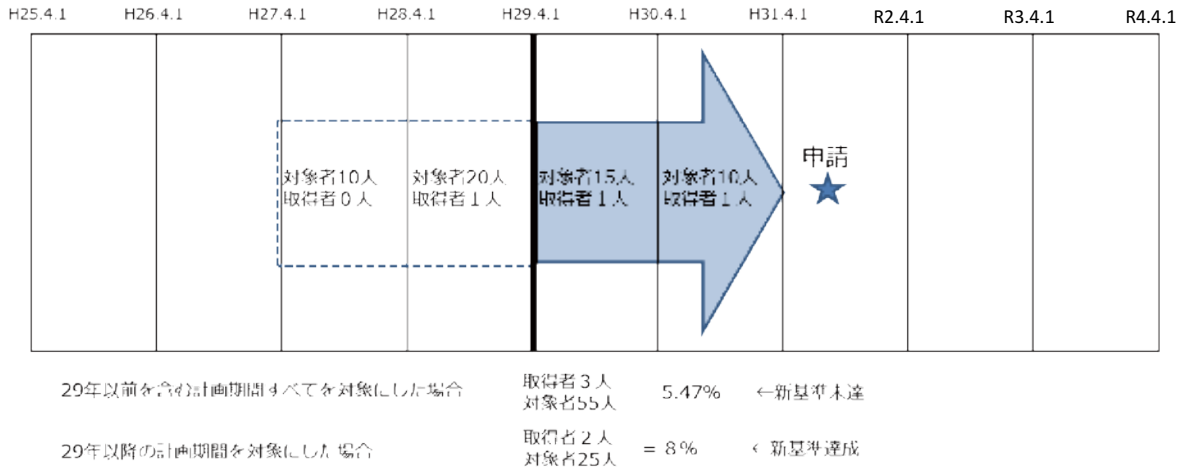 H25.4.1 H26.4.1 H27.4.1 H28.4.1 H29.4.1 H30.4.1 H31.4.1 R2.4.1 R3.4.1 R4.4.1
申請
対象者10人 対象者20人 対象者15人 対象者10人
取得者0人 取得者1人 取得者1人 取得者1人
29年以前を含む計画期間すべてを対象にした場合 取得者3人 5.47% ←新基準未達
対象者55人
29年以降の計画期間を対象にした場合 取得者2人 = 8% ← 新基準達成
対象者25人